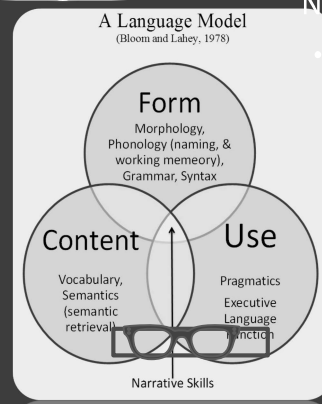 N
A Language Model
(Bloom and Lahey, 1978)
Form
Morphology,
Phonology (naming, &
working memeory),
Grammar, Syntax
Content
Vocabulary,
Semantics
(semantic
retrieval)
Use
Pragmatics
Executive
Language
Function
Narrative Skills